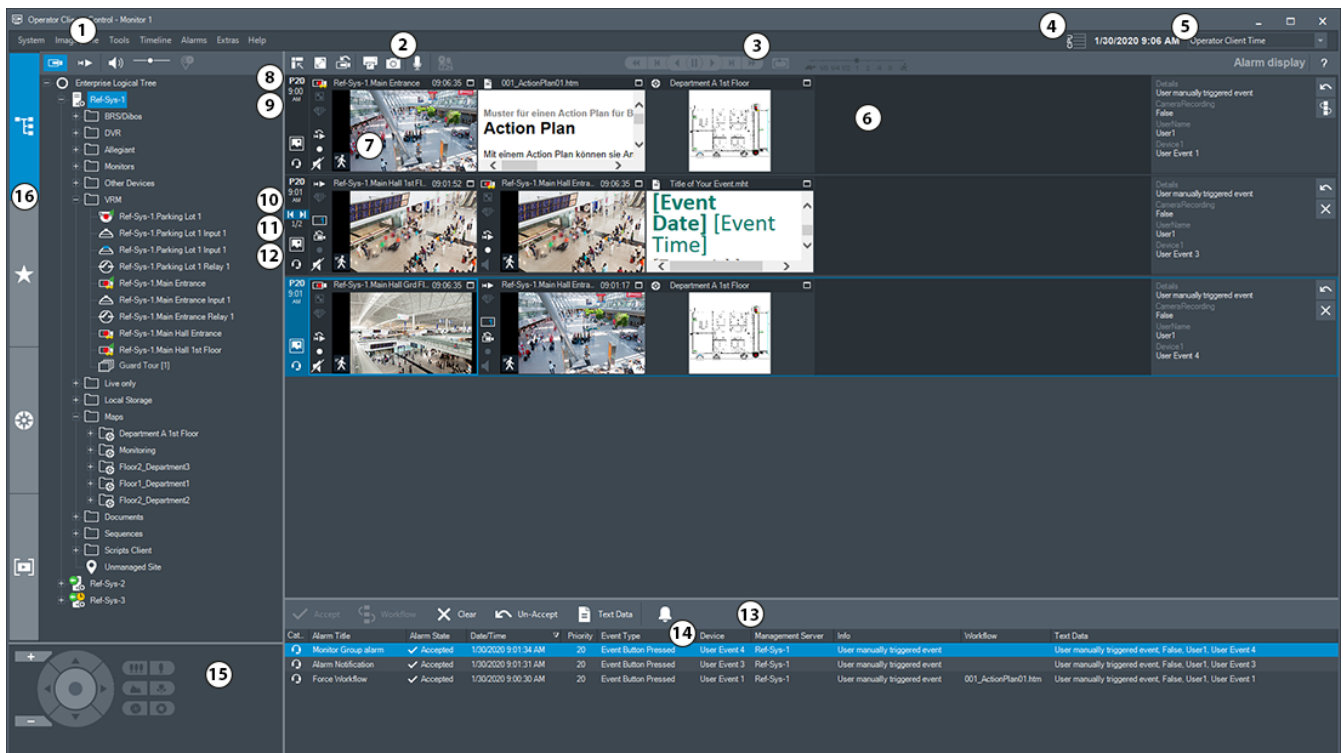 Operator Client Control - Monitor 1
1
2
3
4
5
System
Tools
Timeline
Alarms
Extras
Help
1/30/2020 9:06 AM
Operator Client Time
Alarm display
?
16
Enterprise Logical Tree
Ref-Sys-1
BRS/Dibos
DVR
Allegiant
Monitors
Other Devices
VRM
Ref-Sys-1.Parking Lot 1
Ref-Sys-1.Parking Lot 1 Input 1
Ref-Sys-1.Parking Lot 1 Input 1
Ref-Sys-1.Parking Lot 1 Relay 1
Ref-Sys-1.Main Entrance
Ref-Sys-1.Main Entrance Input 1
Ref-Sys-1.Main Entrance Relay 1
Ref-Sys-1.Main Hall Entrance
Ref-Sys-1.Main Hall 1st Floor
Guard Tour [1]
Live only
Local Storage
Maps
Department A 1st Floor
Monitoring
Floor2_Department3
Floor1_Department1
Floor2_Department2
Documents
Sequences
Scripts Client
Unmanaged Site
Ref-Sys-2
Ref-Sys-3
8
9
P20
9:00
AM
Ref-Sys-1.Main Entrance 09:06:35
7
001_ActionPlan01.htm
Muster für einen Action Plan für B
Action Plan
Mit einem Action Plan können sie Ar
Department A 1st Floor
6
Details
User manually triggered event
CameraRecording
False
UserName
User1
Device1
User Event 1
10
11
12
P20
9:01
AM
1/2
Ref-Sys-1.Main Hall 1st Fl.. 09:01:52
Ref-Sys-1.Main Hall Entra.. 09:06:35
Title of Your Event.mht
[Event
Date] [Event
Time]
Details
User manually triggered event
CameraRecording
False
UserName
User1
Device1
User Event 3
P20
9:01
AM
Ref-Sys-1.Main Hall Grd Fl.. 09:06:35
Ref-Sys-1.Main Hall Entra.. 09:01:17
Department A 1st Floor
Details
User manually triggered event
CameraRecording
False
UserName
User1
Device1
User Event 4
Accept
Workflow
Clear
Un-Accept
Text Data
13
14
Cat.. Alarm Title Alarm State Date/Time Priority Event Type Device Management Server Info Workflow Text Data
Monitor Group alarm Accepted 1/30/2020 9:01:34 AM 20 Event Button Pressed User Event 4 Ref-Sys-1 User manually triggered event User manually triggered event, False, User1, User Event 4
Alarm Notification Accepted 1/30/2020 9:01:31 AM 20 Event Button Pressed User Event 3 Ref-Sys-1 User manually triggered event User manually triggered event, False, User1, User Event 3
Force Workflow Accepted 1/30/2020 9:00:30 AM 20 Event Button Pressed User Event 1 Ref-Sys-1 User manually triggered event 001_ActionPlan01.htm User manually triggered event, False, User1, User Event 1
15